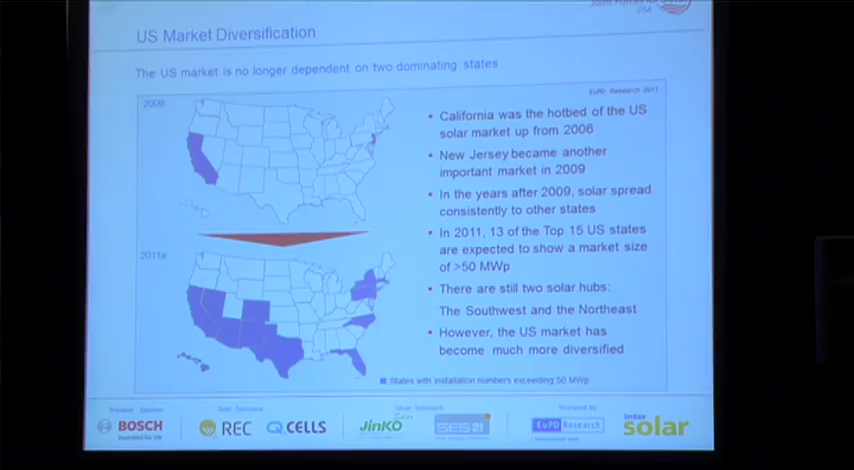 USA
US Market Diversification
The US market is no longer dependent on two dominating states
EuPD Research 2011
2009
• California was the hotbed of the US
solar market up from 2006
• New Jersey became another
important market in 2009
• In the years after 2009, solar spread
consistently to other states
• In 2011, 13 of the Top 15 US states
are expected to show a market size
of >50 MWp
2011e
• There are still two solar hubs:
The Southwest and the Northeast
• However, the US market has
become much more diversified
States with installation numbers exceeding 50 MWp
Premium Sponsor
Gold Sponsors
Silver Sponsors
Powered by
BOSCH
Invented for life
REC
Q.CELLS
JinKO
Solar
SES 21
EuPD Research
inter
solar